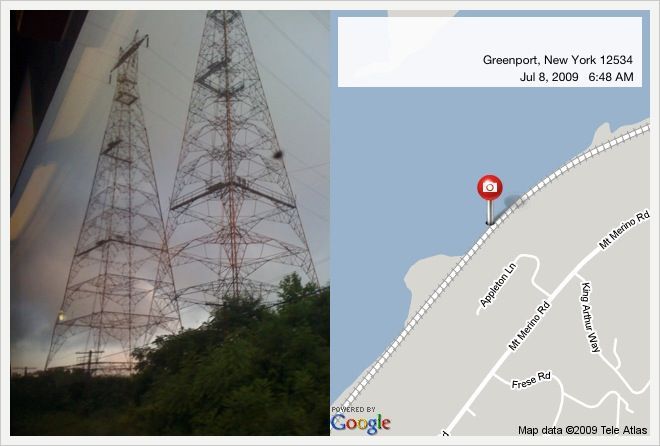 Greenport, New York 12534
Jul 8, 2009 6:48 AM
Mt Merino Rd
Appleton Ln
King Arthur Way
Mt Merino Rd
Frese Rd
d
POWERED BY
Google
Map data ©2009 Tele Atlas